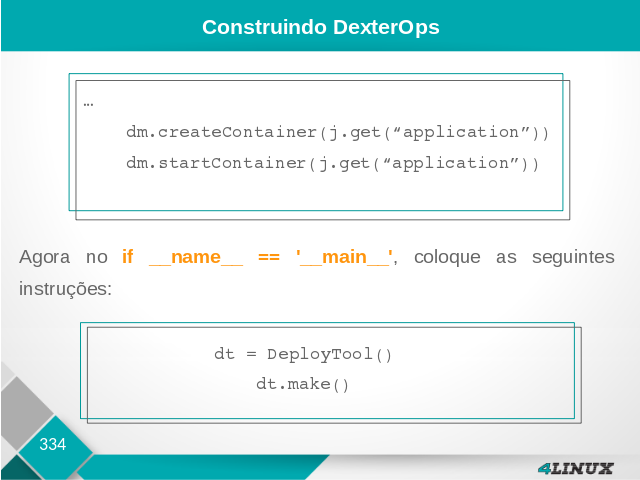 Construindo DexterOps
…
dm.createContainer(j.get(“application”))
dm.startContainer(j.get(“application”))
Agora no if __name__ == '__main__', coloque as seguintes
instruções:
dt = DeployTool()
dt.make()
334
4LINUX